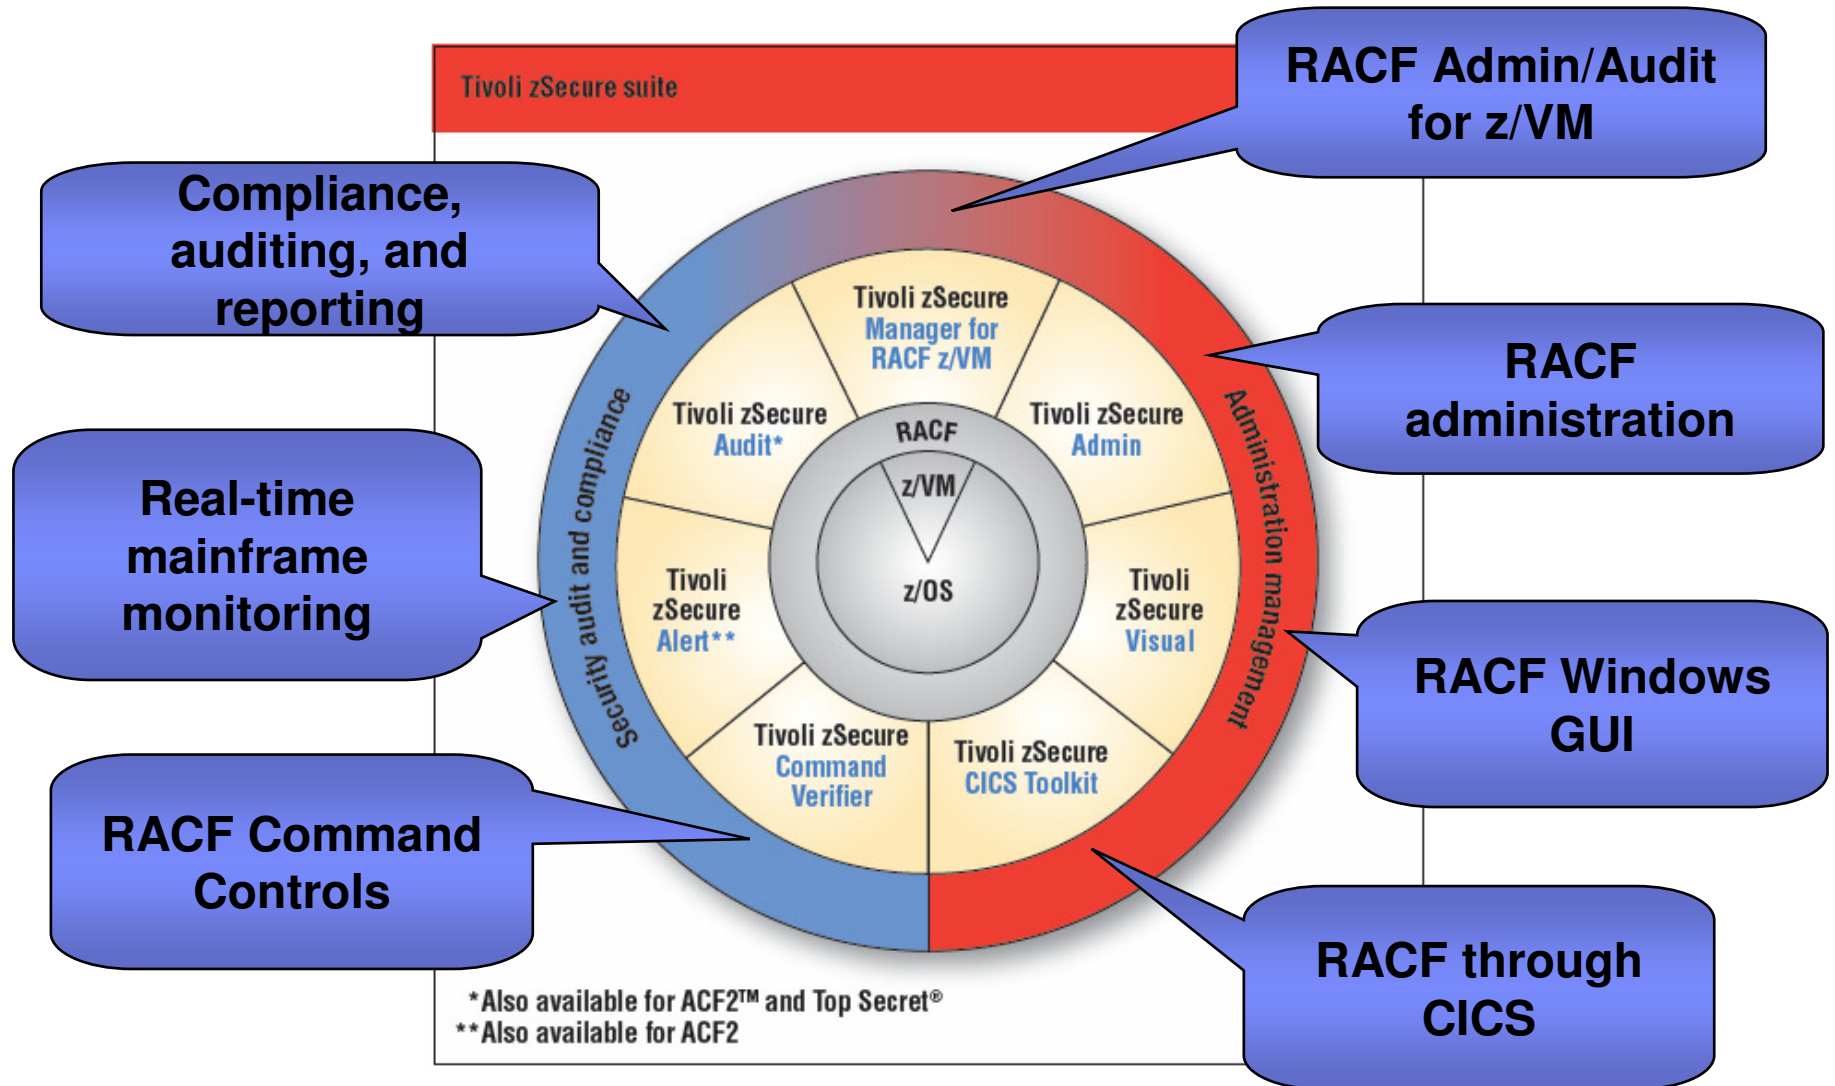 Tivoli zSecure suite
RACF Admin/Audit
for z/VM
Compliance,
auditing, and
reporting
RACF
administration
Real-time
mainframe
monitoring
RACF Windows
GUI
RACF Command
Controls
RACF through
CICS
Security audit and compliance
Administration management
Tivoli zSecure
Manager for
RACF z/VM
Tivoli zSecure
Audit*
Tivoli zSecure
Admin
Tivoli
zSecure
Alert**
Tivoli
zSecure
Visual
Tivoli zSecure
Command
Verifier
Tivoli zSecure
CICS Toolkit
RACF
z/VM
z/OS
*Also available for ACF2™ and Top Secret®
**Also available for ACF2